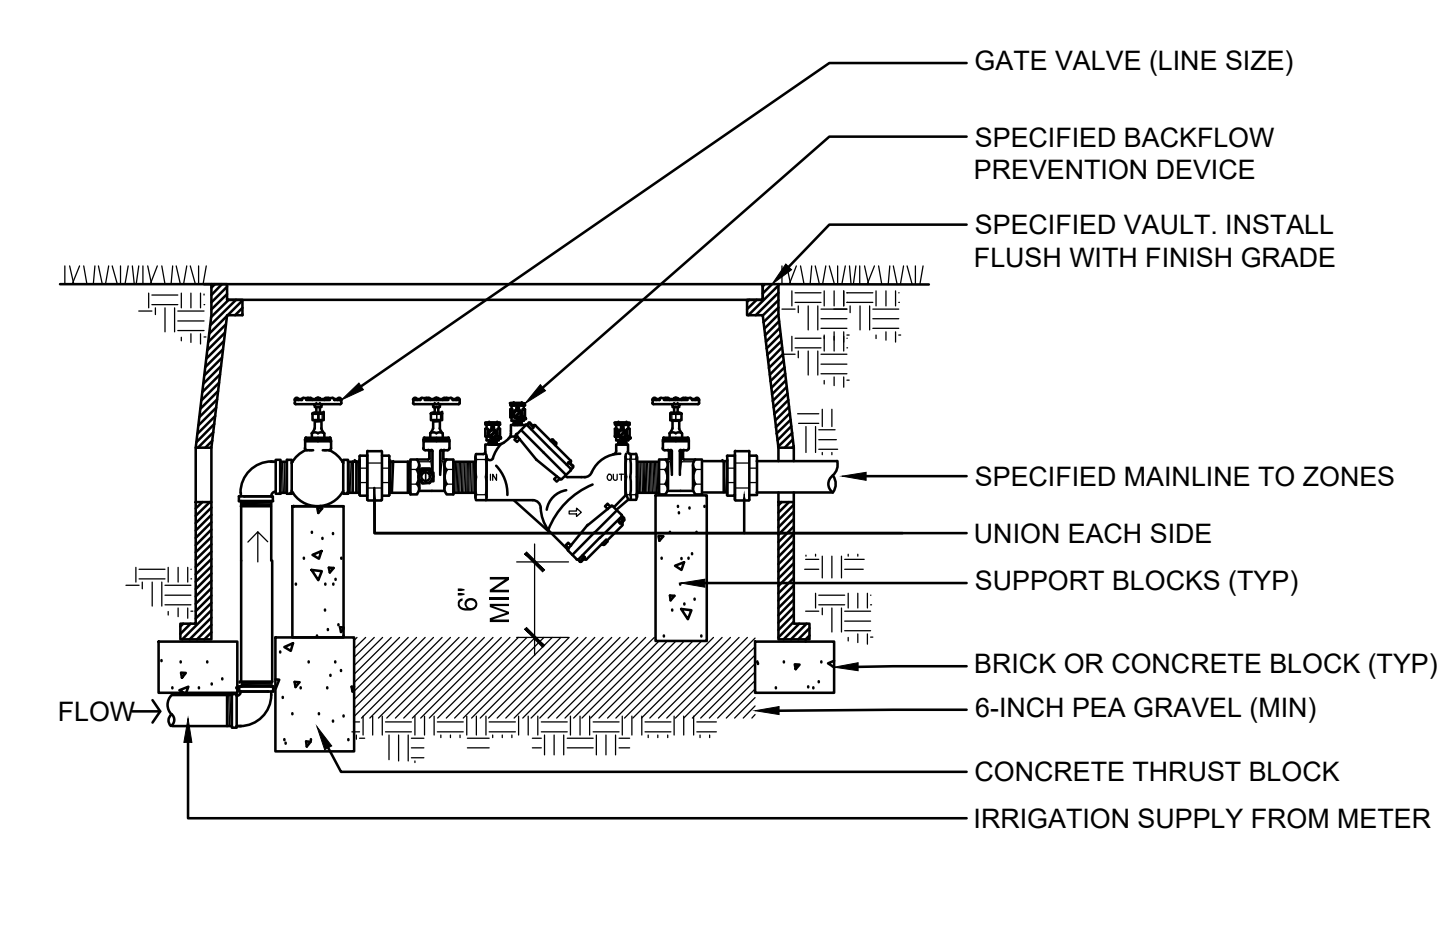 GATE VALVE (LINE SIZE)
SPECIFIED BACKFLOW
PREVENTION DEVICE
SPECIFIED VAULT. INSTALL
FLUSH WITH FINISH GRADE
IN
OUT
SPECIFIED MAINLINE TO ZONES
UNION EACH SIDE
SUPPORT BLOCKS (TYP)
6"
MIN
BRICK OR CONCRETE BLOCK (TYP)
FLOW
6-INCH PEA GRAVEL (MIN)
CONCRETE THRUST BLOCK
IRRIGATION SUPPLY FROM METER